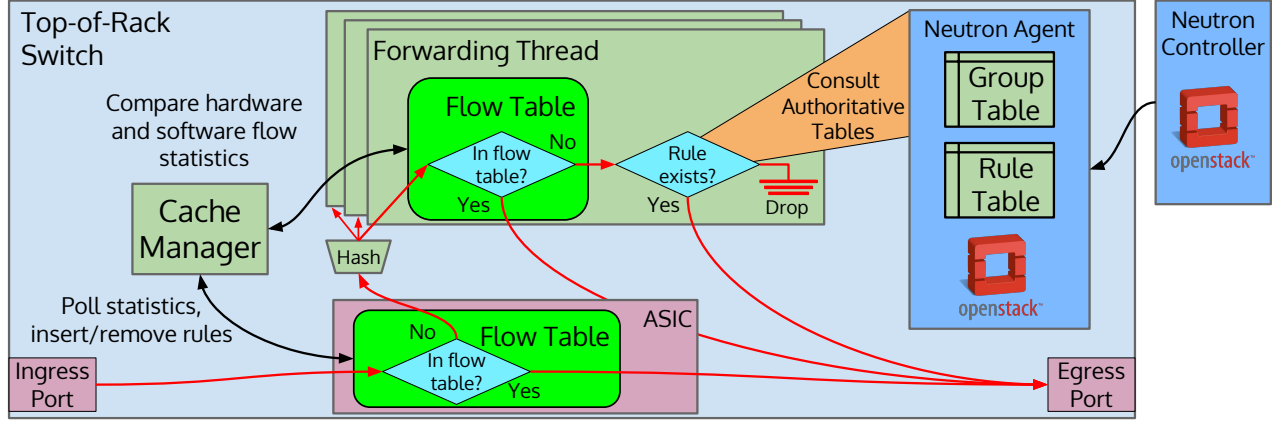 Top-of-Rack
Switch
Forwarding Thread
Flow Table
In flow
table?
No
Yes
Rule
exists?
Yes
Drop
Consult
Authoritative
Tables
Neutron Agent
Group
Table
Rule
Table
openstack™
Neutron
Controller
openstack™
Compare hardware
and software flow
statistics
Cache
Manager
Hash
Poll statistics,
insert/remove rules
ASIC
Flow Table
No
In flow
table?
Yes
Ingress
Port
Egress
Port